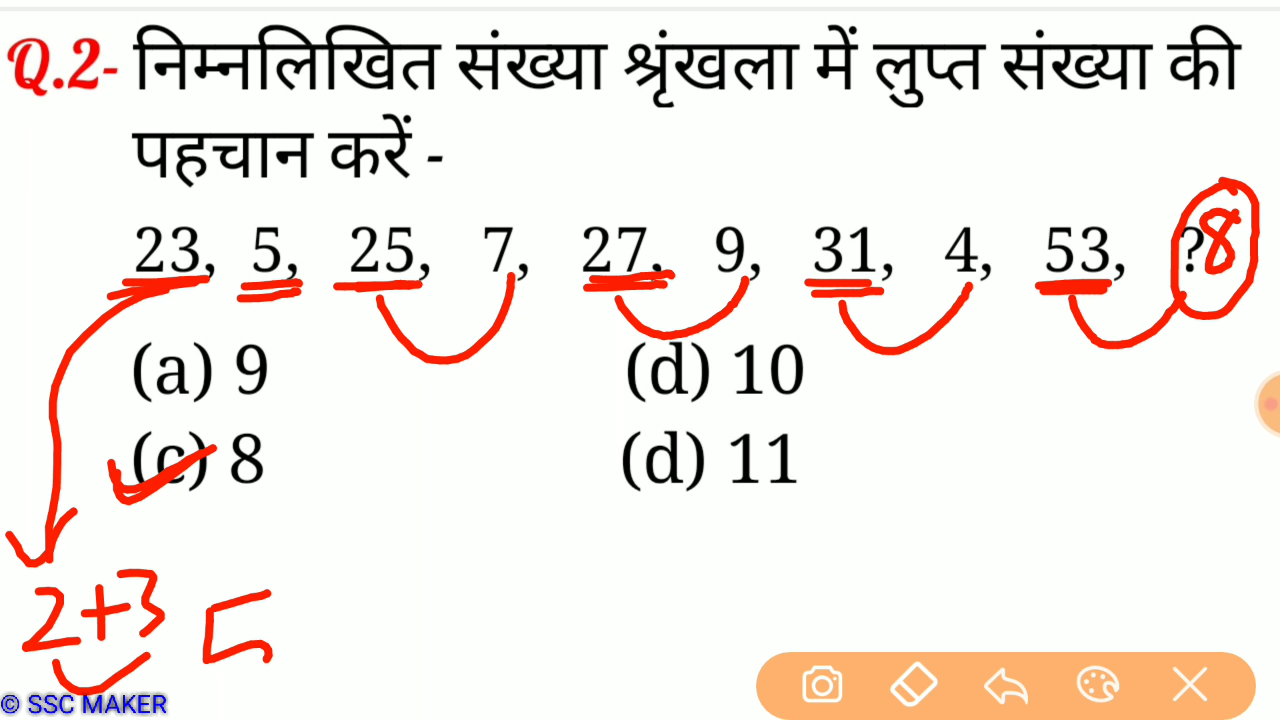 Q.2- निम्नलिखित संख्या श्रृंखला में लुप्त संख्या की
पहचान करें -
23, 5, 25, 7, 27, 9, 31, 4, 53, ? 8
(a) 9 (d) 10
(c) 8 (d) 11
2+3 5
© SSC MAKER